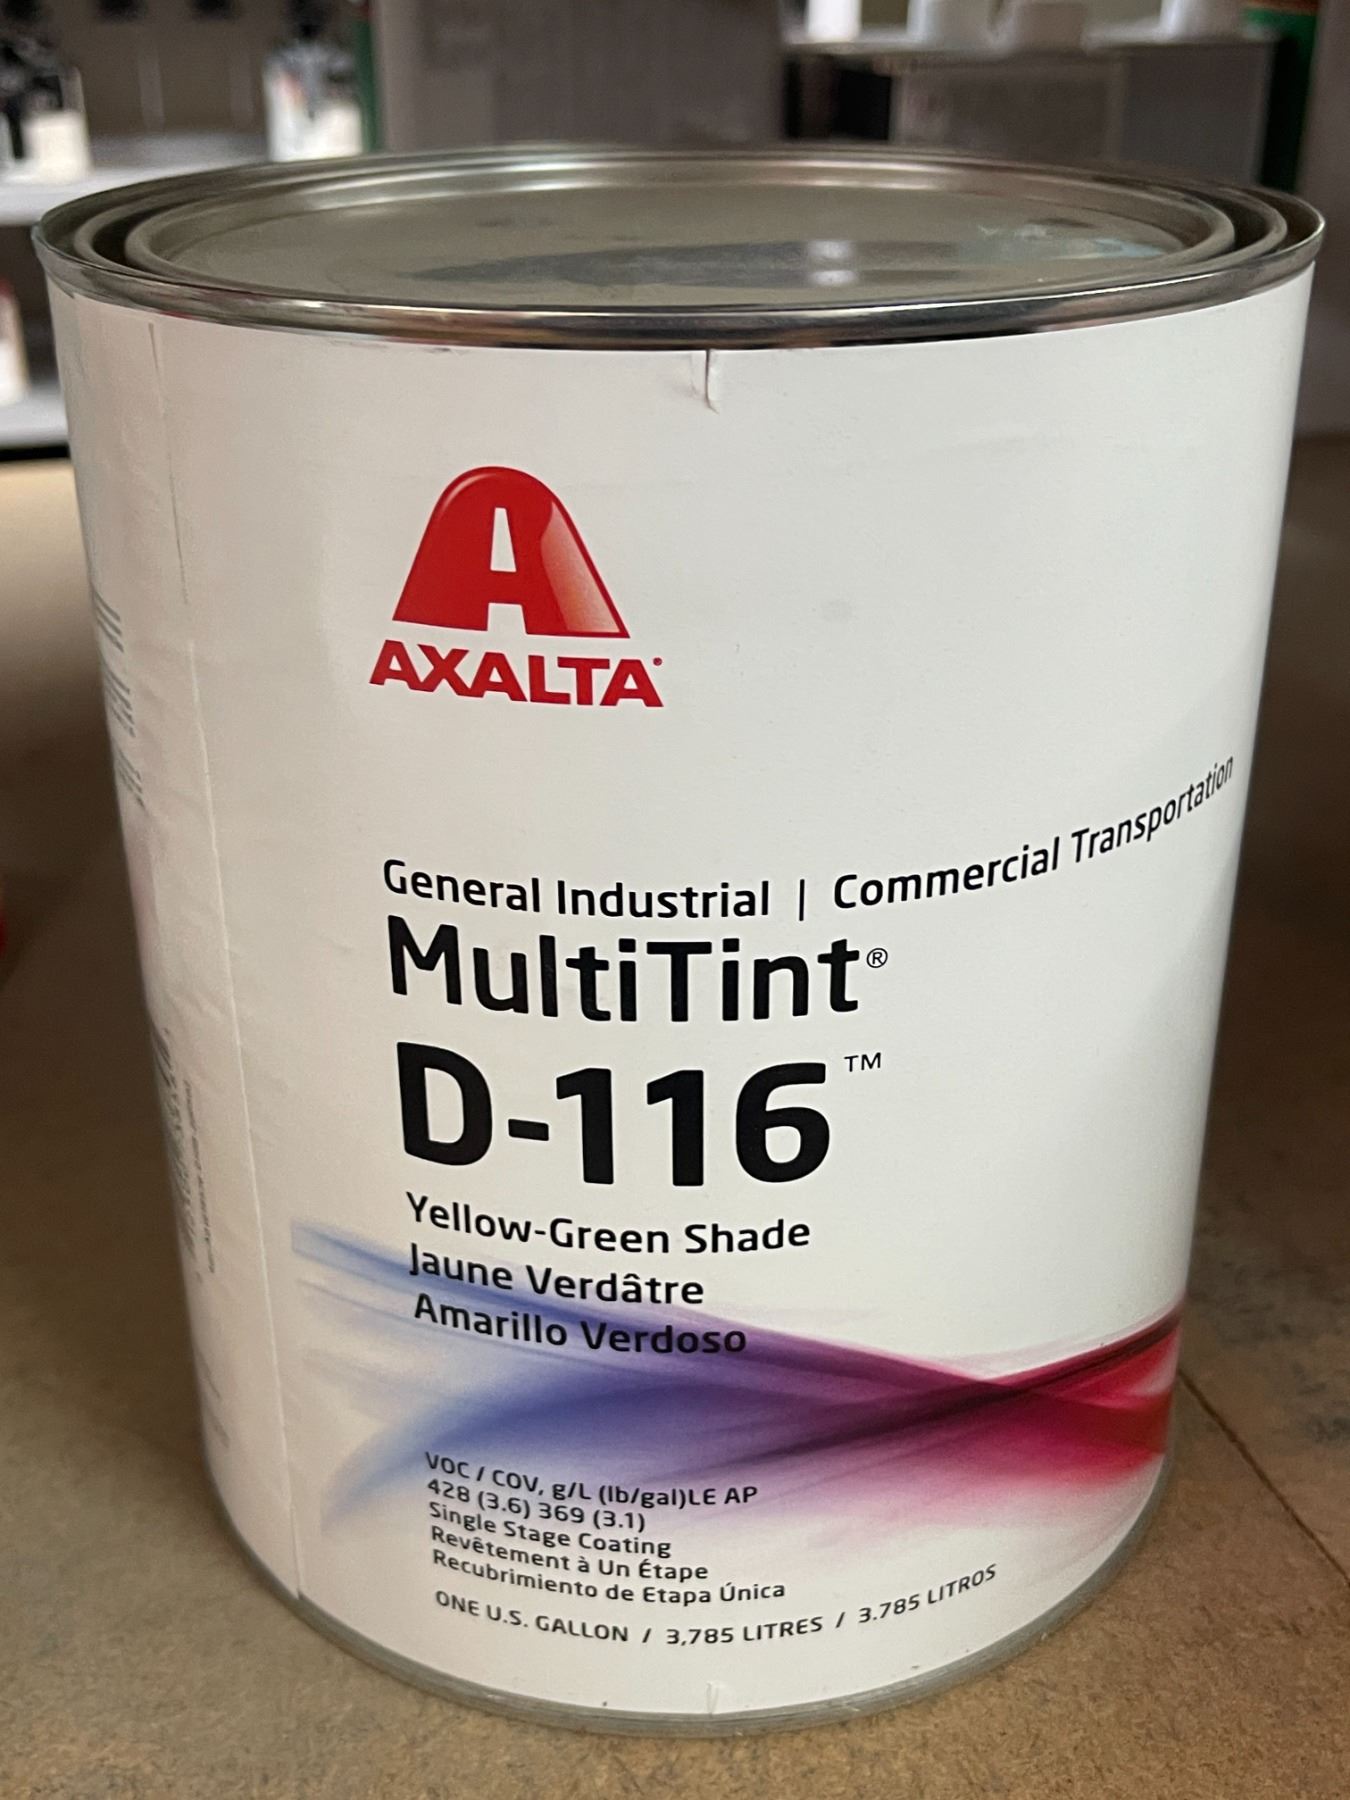 AXALTA
General Industrial | Commercial Transportation
MultiTint®
D-116™
Yellow-Green Shade
Jaune Verdâtre
Amarillo Verdoso
VOC / COV, g/L (lb/gal)LE AP
428 (3.6) 369 (3.1)
Single Stage Coating
Revêtement à Un Étape
Recubrimiento de Etapa Única
ONE U.S. GALLON / 3,785 LITRES / 3.785 LITROS